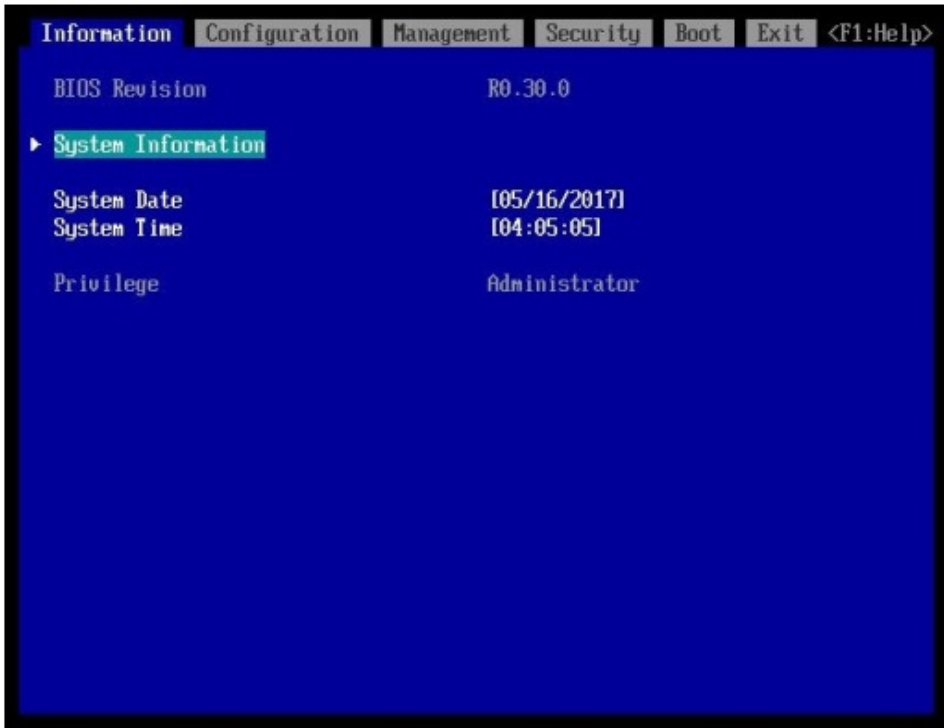 Information Configuration Management Security Boot Exit <F1:Help>
BIOS Revision R0.30.0
System Information
System Date [05/16/2017]
System Time [04:05:05]
Privilege Administrator